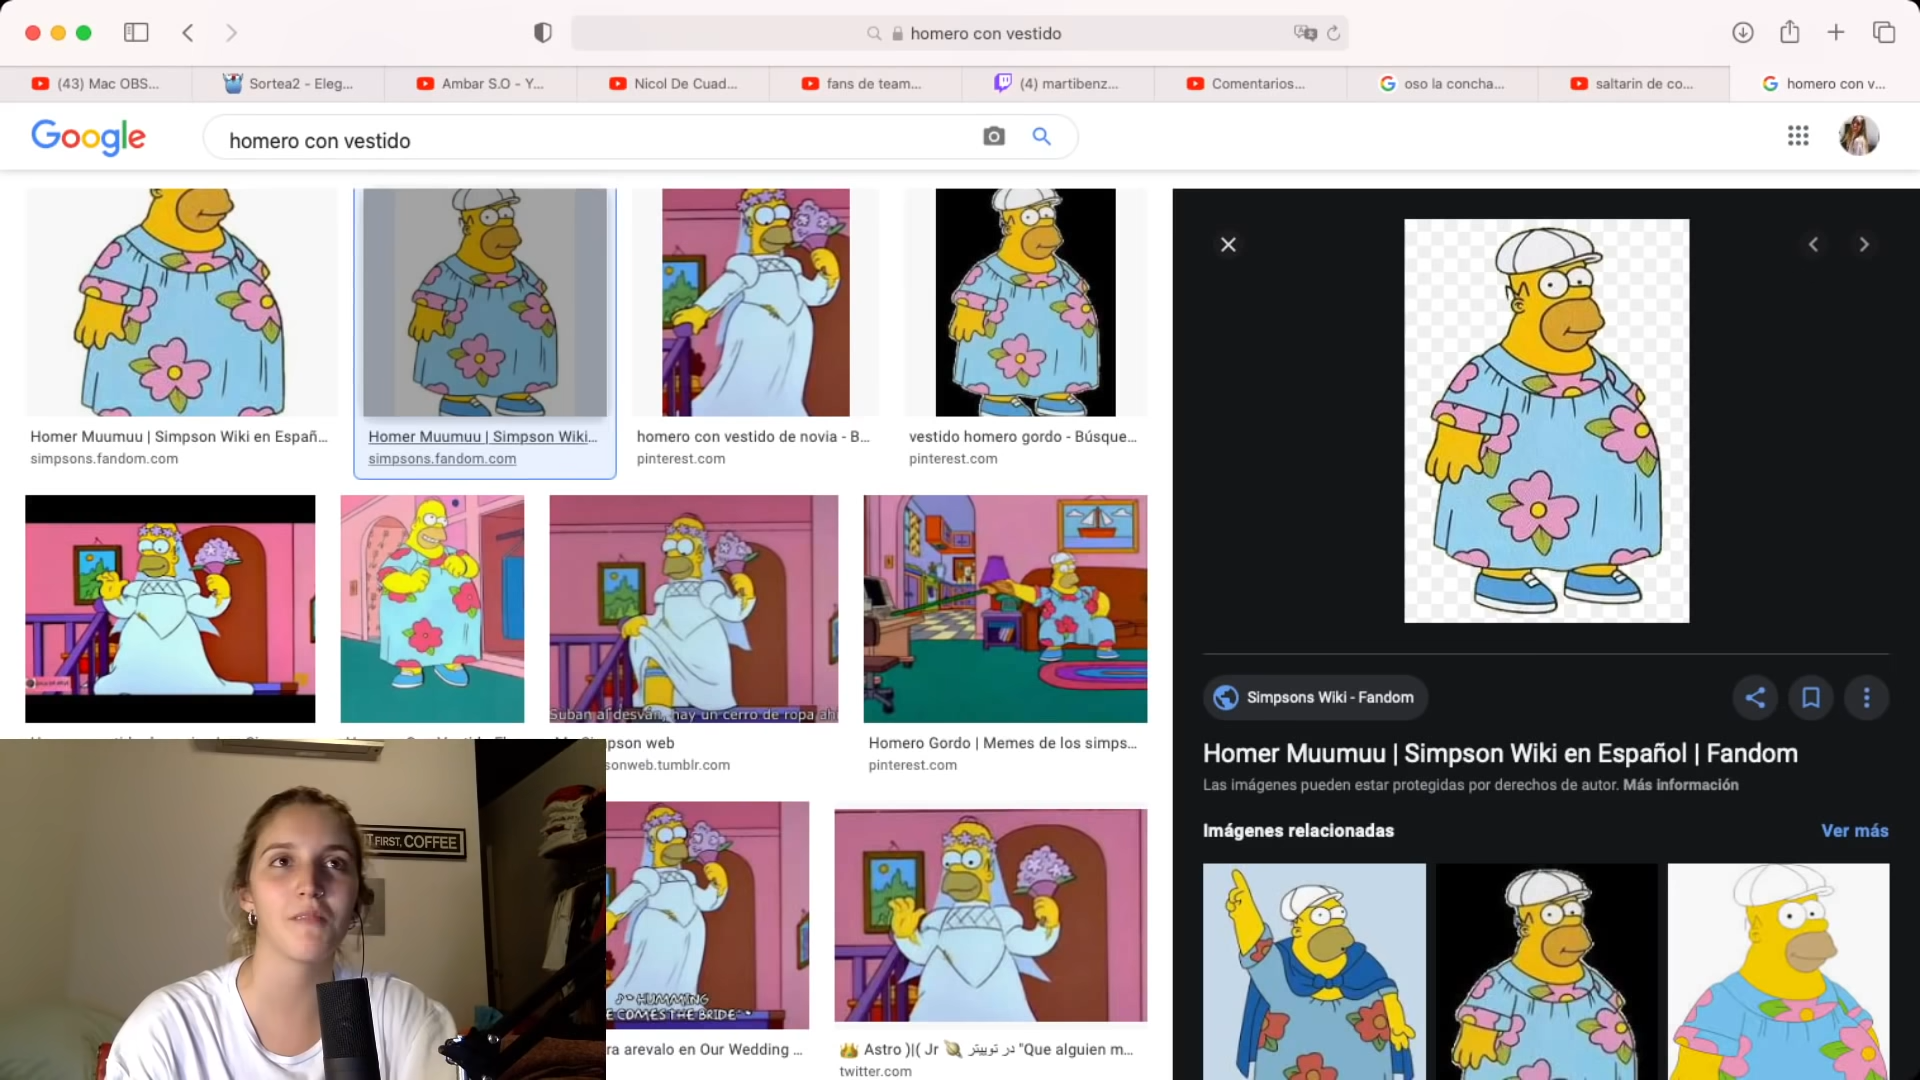 homero con vestido
(43) Mac OBS...
Sortea2 - Eleg...
Ambar S.O - Y...
Nicol De Cuad...
fans de team...
(4) martibenz...
Comentarios...
oso la concha...
saltarin de co...
homero con v...
Google
homero con vestido
Homer Muumuu | Simpson Wiki en Españ...
simpsons.fandom.com
Homer Muumuu | Simpson Wiki...
simpsons.fandom.com
homero con vestido de novia - B...
pinterest.com
vestido homero gordo - Búsque...
pinterest.com
Suban al desván, hay un cerro de ropa ah
pson web
sonweb.tumblr.com
Homero Gordo | Memes de los simps...
pinterest.com
T FIRST, COFFEE
♪ HUMMING
E COMES THE BRIDE
ra arevalo en Our Wedding ...
👑 Astro )|( Jr در توییتر "Que alguien m...
twitter.com
Simpsons Wiki - Fandom
Homer Muumuu | Simpson Wiki en Español | Fandom
Las imágenes pueden estar protegidas por derechos de autor. Más información
Imágenes relacionadas
Ver más